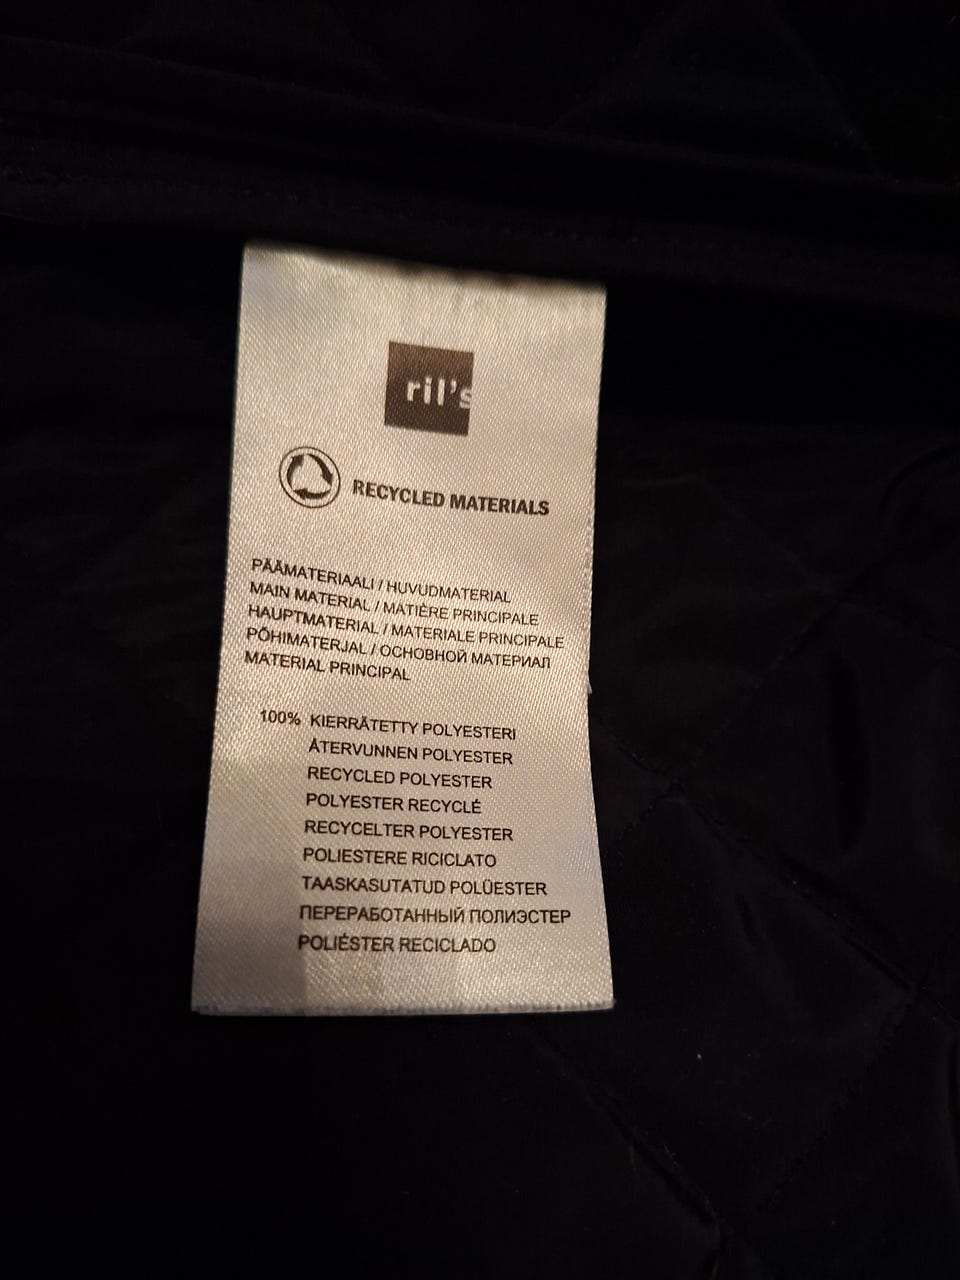 ril's
RECYCLED MATERIALS
PÄÄMATERIAALI / HUVUDMATERIAL
MAIN MATERIAL / MATIÈRE PRINCIPALE
HAUPTMATERIAL / MATERIALE PRINCIPALE
PÕHIMATERJAL / ОСНОВНОЙ МАТЕРИАЛ
MATERIAL PRINCIPAL
100% KIERRÄTETTY POLYESTERI
ÅTERVUNNEN POLYESTER
RECYCLED POLYESTER
POLYESTER RECYCLÉ
RECYCELTER POLYESTER
POLIESTERE RICICLATO
TAASKASUTATUD POLÜESTER
ПЕРЕРАБОТАННЫЙ ПОЛИЭСТЕР
POLIÉSTER RECICLADO